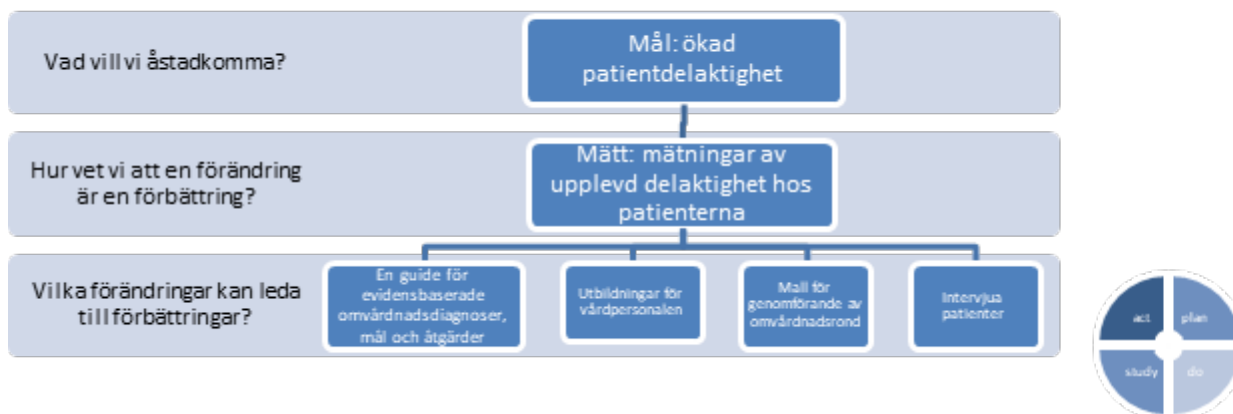 Vad vill vi åstadkomma?
Mål: ökad
patientdelaktighet
Hur vet vi att en förändring
är en förbättring?
Mått: mätningar av
upplevd delaktighet hos
patienterna
Vilka förändringar kan leda
till förbättringar?
En guide för
evidensbaserade
omvårdnadsdiagnoser,
mål och åtgärder
Utbildningar för
vårdpersonalen
Mall för
genomförande av
omvårdnadsrond
Intervjua
patienter
act
plan
study
do